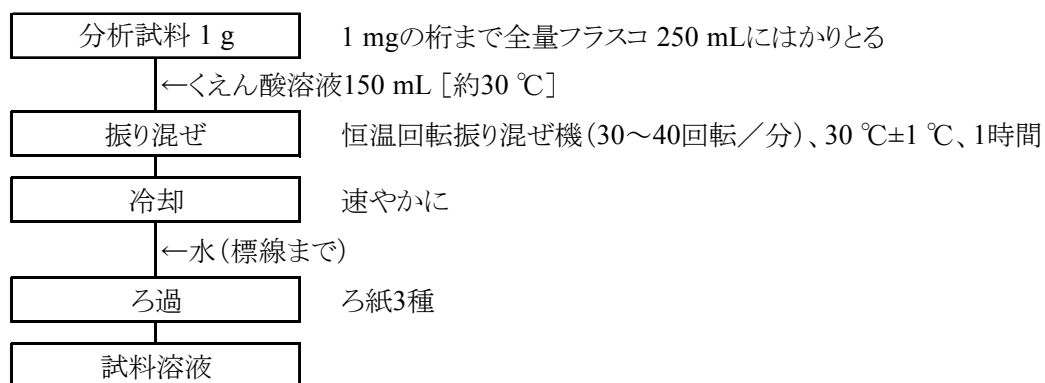 分析試料 1 g 1 mgの桁まで全量フラスコ 250 mLにはかりとる
←くえん酸溶液150 mL [約30 ℃]
振り混ぜ 恒温回転振り混ぜ機(30~40回転/分)、30 ℃±1 ℃、1時間
冷却 速やかに
←水(標線まで)
ろ過 ろ紙3種
試料溶液